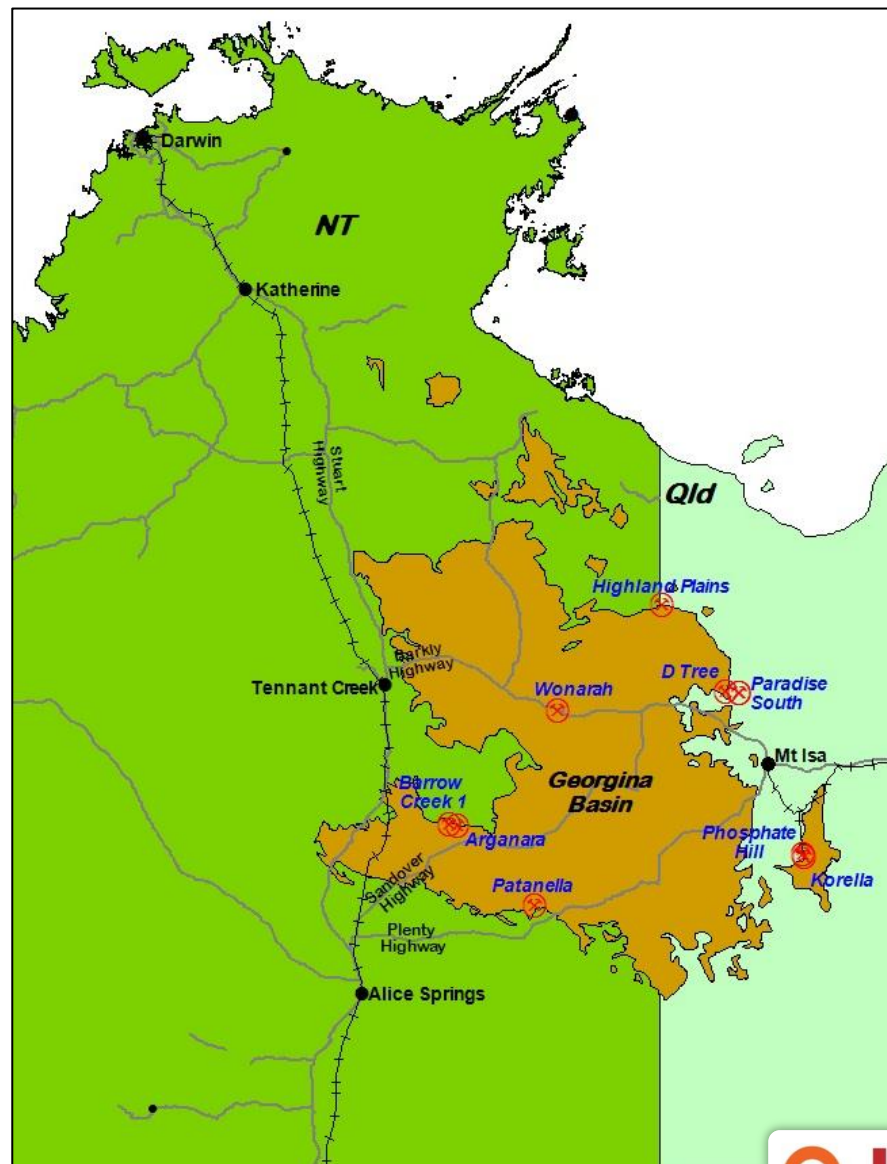 Darwin
NT
Katherine
Stuart
Highway
Qld
Highland Plains
Barkly
Highway
D Tree
Paradise
South
Tennant Creek
Wonarah
Mt Isa
Georgina
Basin
Barrow
Creek 1
Arganara
Phosphate
Hill
Korella
Sandover
Highway
Patanella
Plenty
Highway
Alice Springs